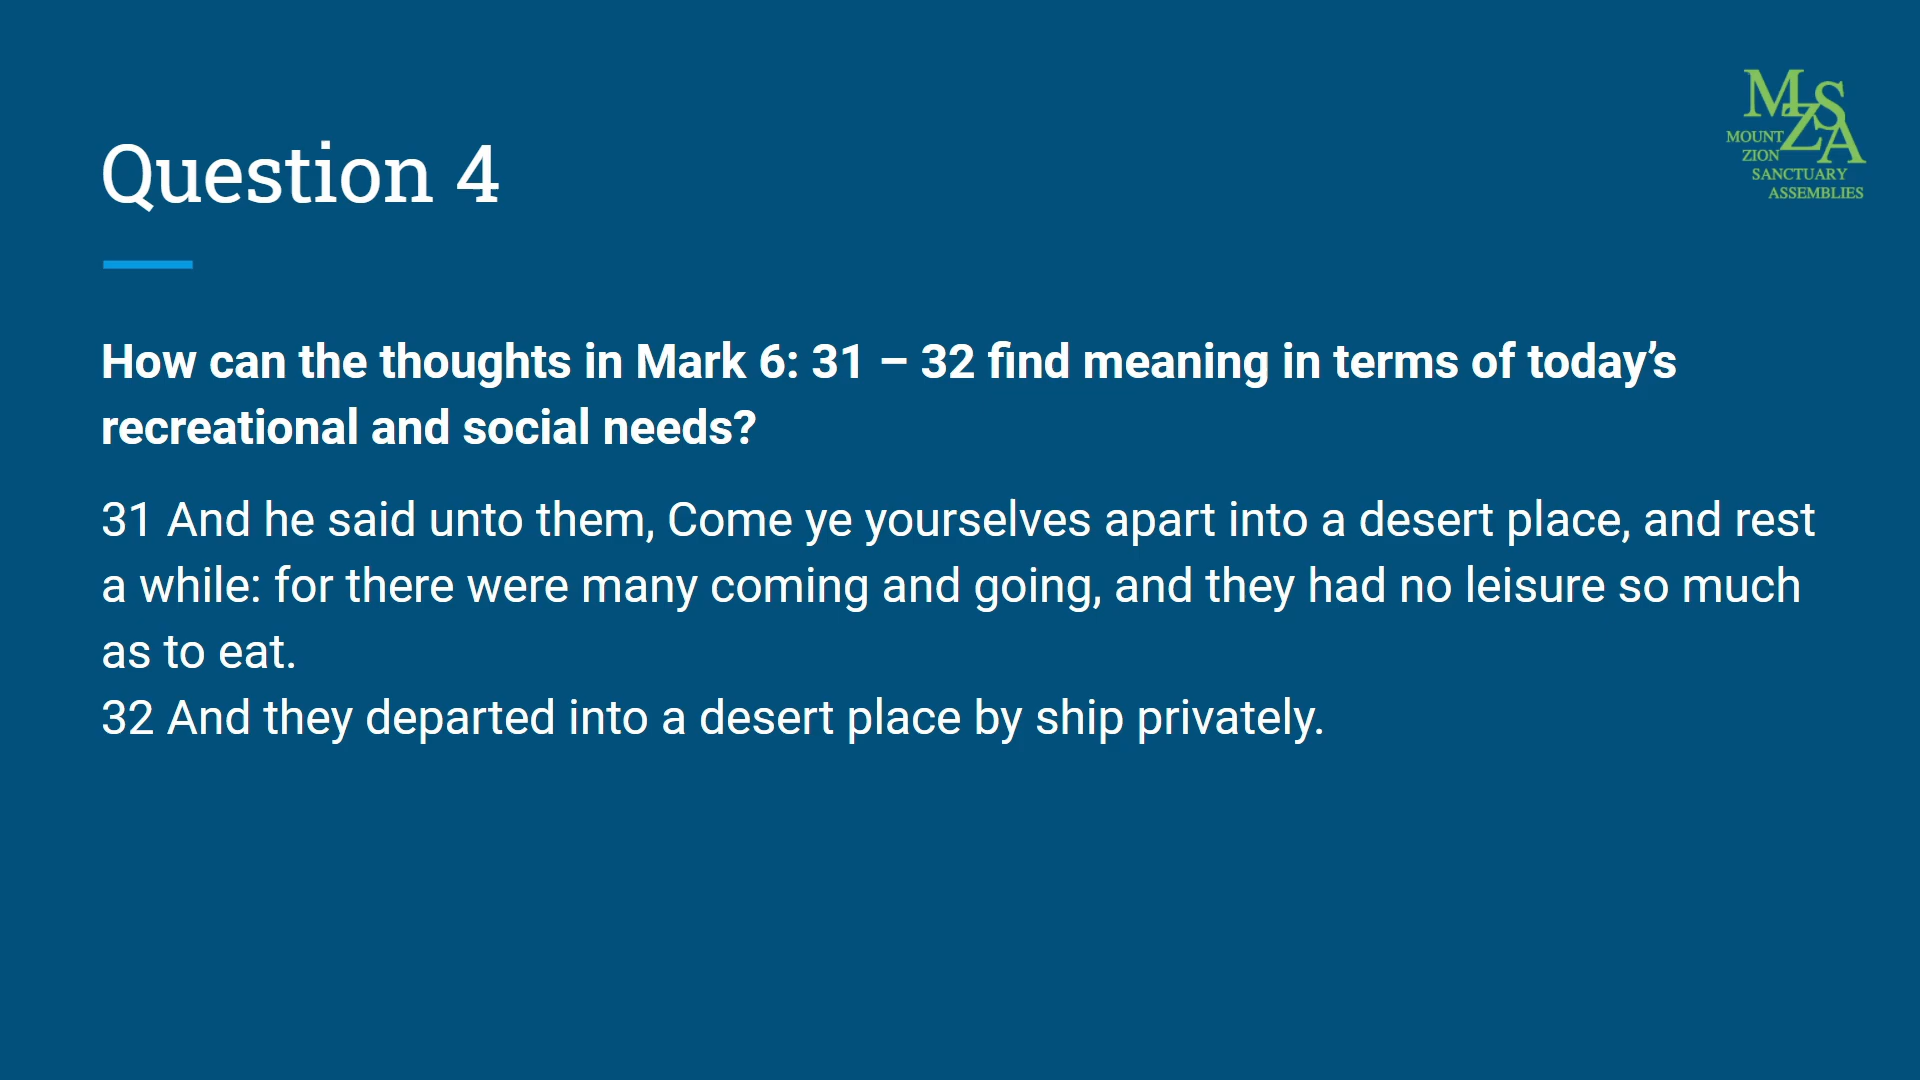 MZSA
MOUNT
ZION
SANCTUARY
ASSEMBLIES
Question 4
How can the thoughts in Mark 6: 31 – 32 find meaning in terms of today’s
recreational and social needs?
31 And he said unto them, Come ye yourselves apart into a desert place, and rest
a while: for there were many coming and going, and they had no leisure so much
as to eat.
32 And they departed into a desert place by ship privately.